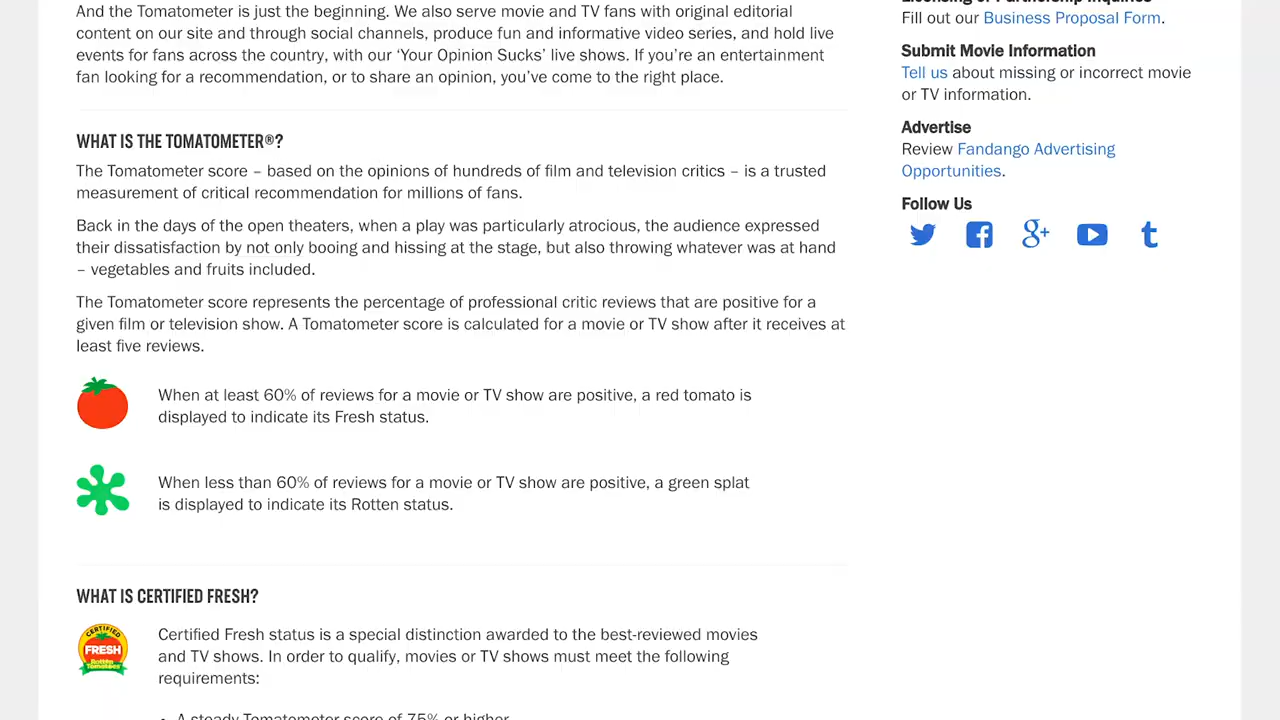 And the Tomatometer is just the beginning. We also serve movie and TV fans with original editorial
content on our site and through social channels, produce fun and informative video series, and hold live
events for fans across the country, with our ‘Your Opinion Sucks’ live shows. If you’re an entertainment
fan looking for a recommendation, or to share an opinion, you’ve come to the right place.
WHAT IS THE TOMATOMETER®?
The Tomatometer score – based on the opinions of hundreds of film and television critics – is a trusted
measurement of critical recommendation for millions of fans.
Back in the days of the open theaters, when a play was particularly atrocious, the audience expressed
their dissatisfaction by not only booing and hissing at the stage, but also throwing whatever was at hand
– vegetables and fruits included.
The Tomatometer score represents the percentage of professional critic reviews that are positive for a
given film or television show. A Tomatometer score is calculated for a movie or TV show after it receives at
least five reviews.
When at least 60% of reviews for a movie or TV show are positive, a red tomato is
displayed to indicate its Fresh status.
When less than 60% of reviews for a movie or TV show are positive, a green splat
is displayed to indicate its Rotten status.
WHAT IS CERTIFIED FRESH?
CERTIFIED
FRESH
Rotten
Tomatoes
Certified Fresh status is a special distinction awarded to the best-reviewed movies
and TV shows. In order to qualify, movies or TV shows must meet the following
requirements:
• A steady Tomatometer score of 75% or higher
Licensing or Partnership Inquiries
Fill out our Business Proposal Form.
Submit Movie Information
Tell us about missing or incorrect movie
or TV information.
Advertise
Review Fandango Advertising
Opportunities.
Follow Us